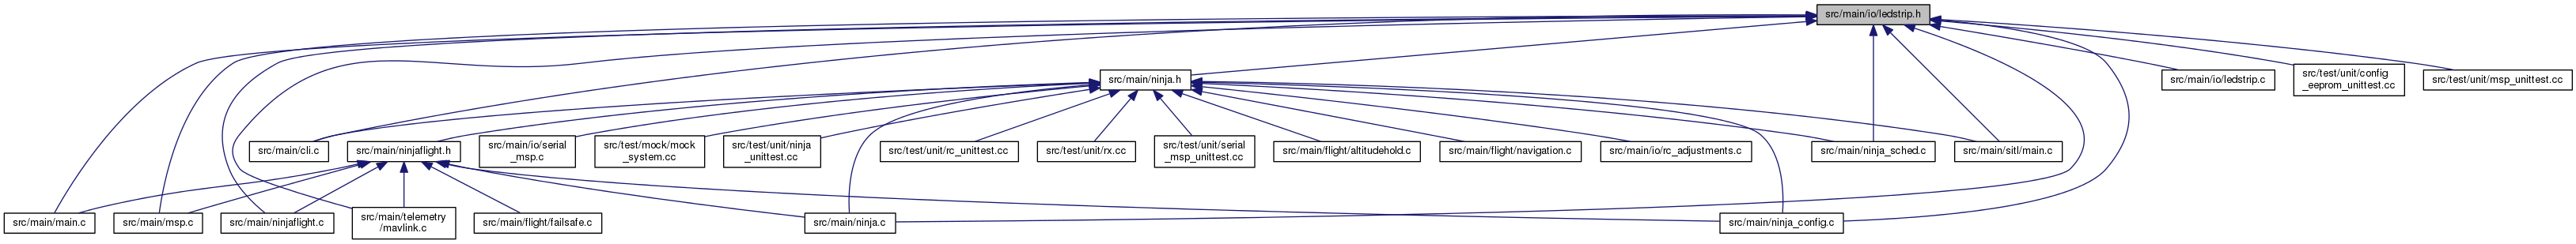 src/main/io/ledstrip.h
src/main/ninja.h
src/main/io/ledstrip.c
src/test/unit/config
_eeprom_unittest.cc
src/test/unit/msp_unittest.cc
src/main/cli.c
src/main/ninjaflight.h
src/main/io/serial
_msp.c
src/test/mock/mock
_system.cc
src/test/unit/ninja
_unittest.cc
src/test/unit/rc_unittest.cc
src/test/unit/rx.cc
src/test/unit/serial
_msp_unittest.cc
src/main/flight/altitudehold.c
src/main/flight/navigation.c
src/main/io/rc_adjustments.c
src/main/ninja_sched.c
src/main/sitl/main.c
src/main/main.c
src/main/msp.c
src/main/ninjaflight.c
src/main/telemetry
/mavlink.c
src/main/flight/failsafe.c
src/main/ninja.c
src/main/ninja_config.c